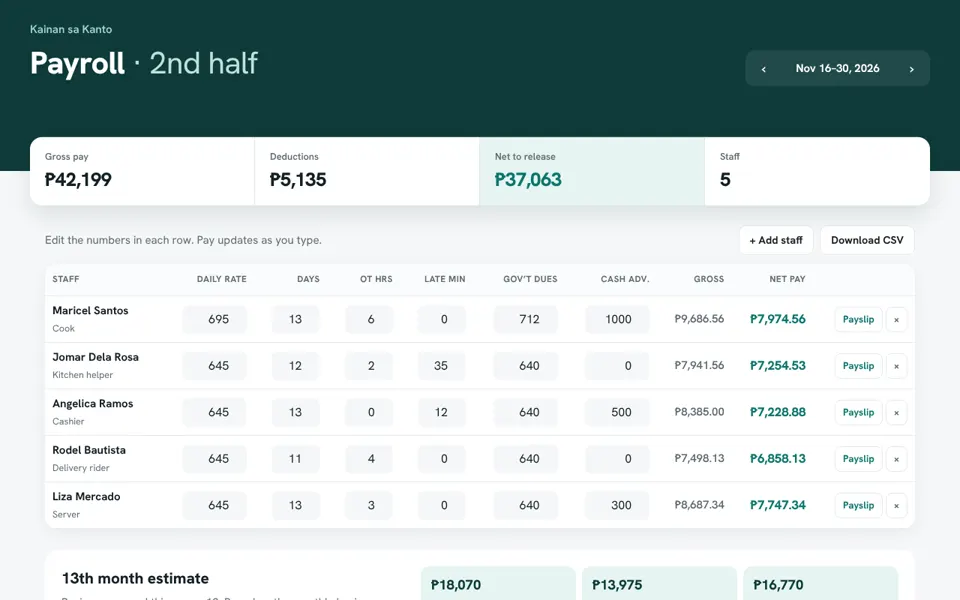 Kainan sa Kanto
Payroll · 2nd half
‹ Nov 16–30, 2026 ›
Gross pay
₱42,199
Deductions
₱5,135
Net to release
₱37,063
Staff
5
Edit the numbers in each row. Pay updates as you type.
+ Add staff
Download CSV
STAFF DAILY RATE DAYS OT HRS LATE MIN GOV'T DUES CASH ADV. GROSS NET PAY
Maricel Santos
Cook
695 13 6 0 712 1000 ₱9,686.56 ₱7,974.56 Payslip ×
Jomar Dela Rosa
Kitchen helper
645 12 2 35 640 0 ₱7,941.56 ₱7,254.53 Payslip ×
Angelica Ramos
Cashier
645 13 0 12 640 500 ₱8,385.00 ₱7,228.88 Payslip ×
Rodel Bautista
Delivery rider
645 11 4 0 640 0 ₱7,498.13 ₱6,858.13 Payslip ×
Liza Mercado
Server
645 13 3 0 640 300 ₱8,687.34 ₱7,747.34 Payslip ×
13th month estimate
₱18,070
₱13,975
₱16,770